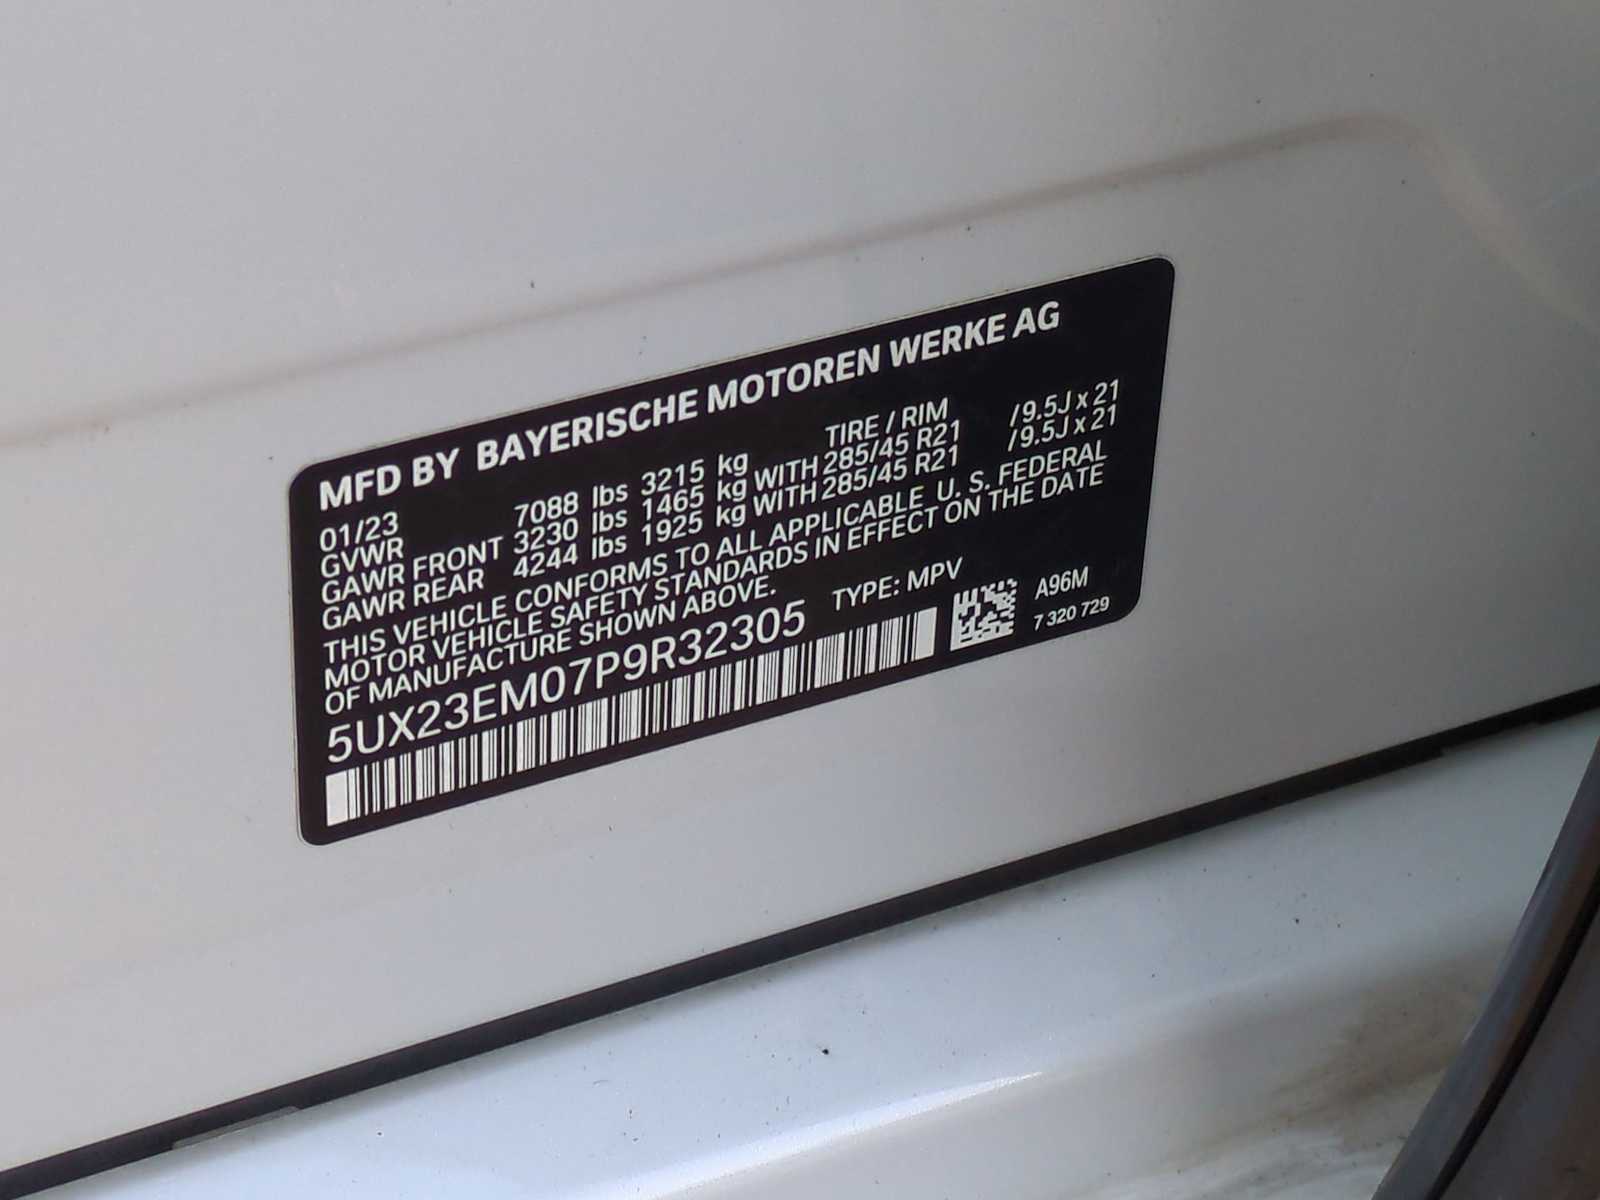 MFD BY BAYERISCHE MOTOREN WERKE AG
01/23 TIRE / RIM
GVWR 7088 lbs 3215 kg
GAWR FRONT 3230 lbs 1465 kg WITH 285/45 R21 /9.5J x 21
GAWR REAR 4244 lbs 1925 kg WITH 285/45 R21 /9.5J x 21
THIS VEHICLE CONFORMS TO ALL APPLICABLE U. S. FEDERAL
MOTOR VEHICLE SAFETY STANDARDS IN EFFECT ON THE DATE
OF MANUFACTURE SHOWN ABOVE.
5UX23EM07P9R32305 TYPE: MPV
A96M
7 320 729